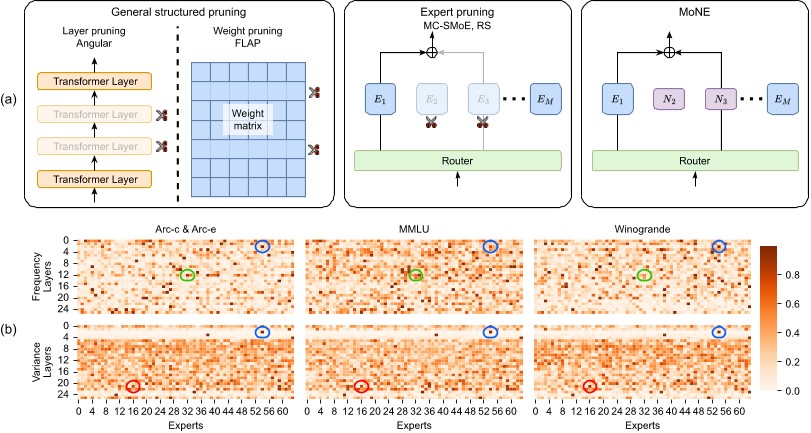 General structured pruning
Layer pruning
Angular
Weight pruning
FLAP
Transformer Layer
Transformer Layer
Transformer Layer
Transformer Layer
Weight
matrix
Expert pruning
MC-SMoE, RS
E1 E2 E3 EM
Router
MoNE
E1 N2 N3 EM
Router
(a)
Arc-c & Arc-e
MMLU
Winogrande
Frequency
Layers
0
4
8
12
16
20
24
(b)
Variance
Layers
0
4
8
12
16
20
24
0 4 8 12 16 20 24 28 32 36 40 44 48 52 56 60
0 4 8 12 16 20 24 28 32 36 40 44 48 52 56 60
0 4 8 12 16 20 24 28 32 36 40 44 48 52 56 60
Experts
Experts
Experts
0.8
0.6
0.4
0.2
0.0